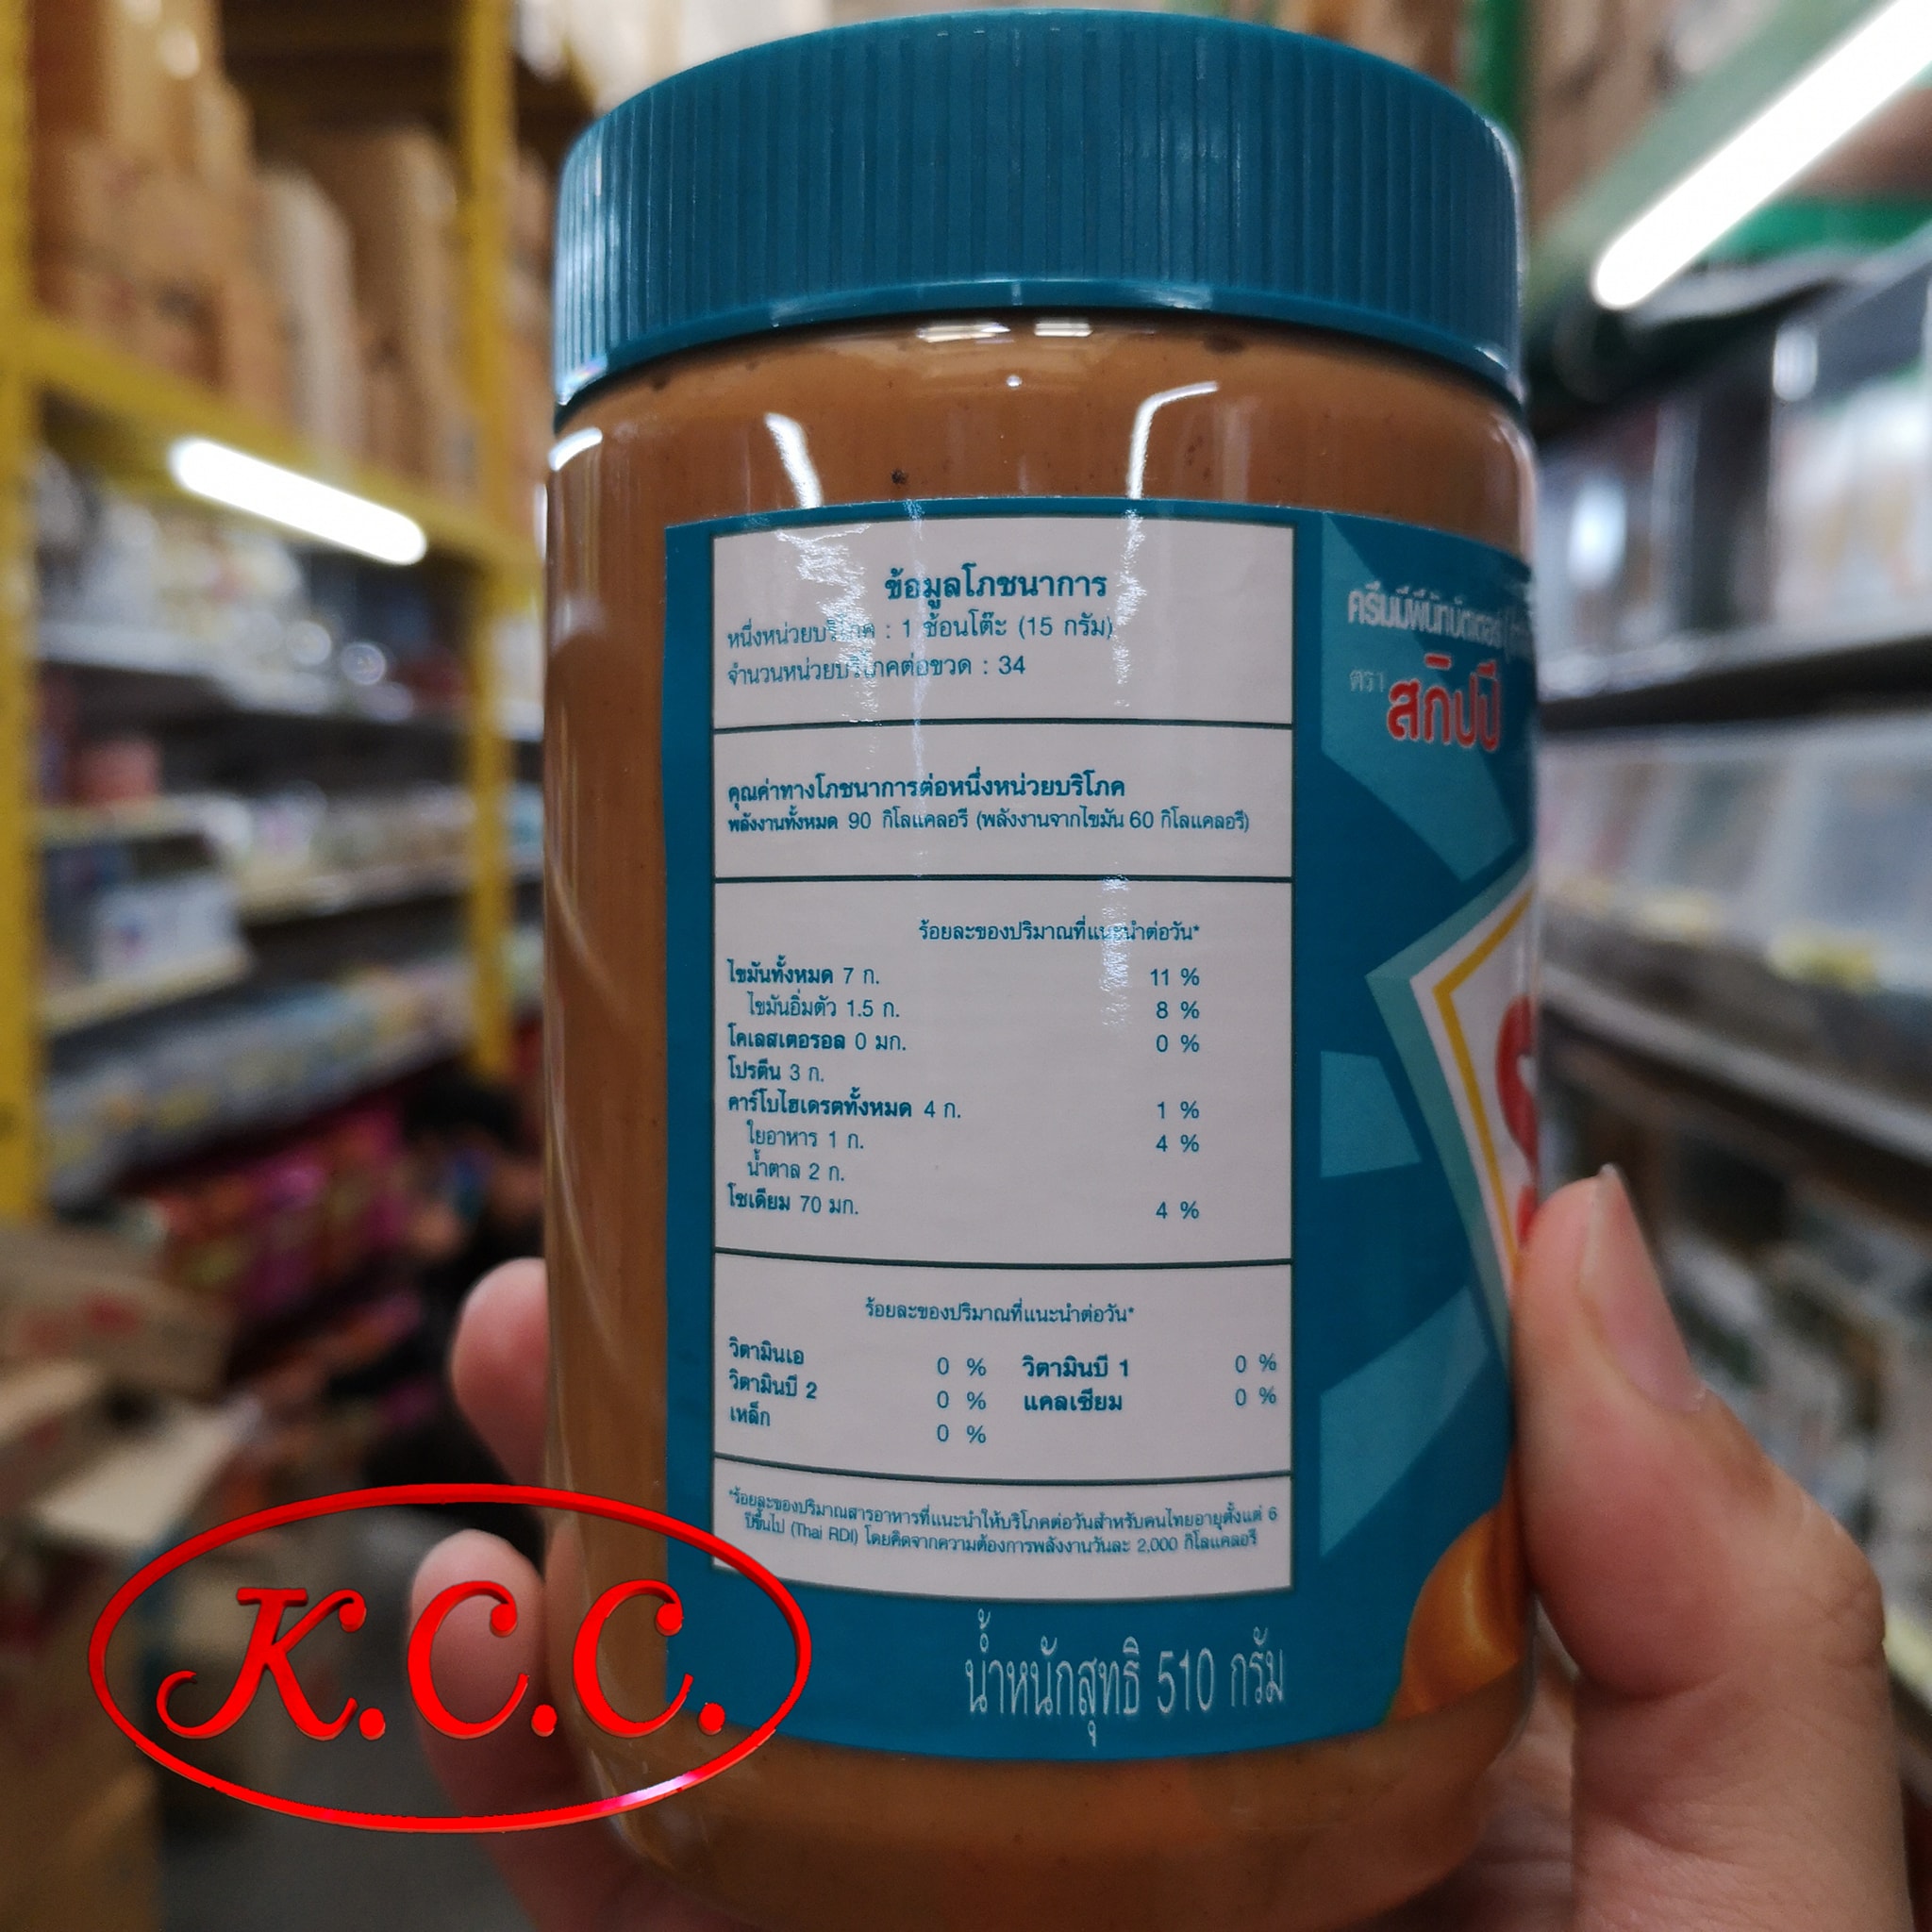 ข้อมูลโภชนาการ
หนึ่งหน่วยบริโภค : 1 ช้อนโต๊ะ (15 กรัม)
จำนวนหน่วยบริโภคต่อขวด : 34
คุณค่าทางโภชนาการต่อหนึ่งหน่วยบริโภค
พลังงานทั้งหมด 90 กิโลแคลอรี (พลังงานจากไขมัน 60 กิโลแคลอรี)
ร้อยละของปริมาณที่แนะนำต่อวัน*
ไขมันทั้งหมด 7 ก. 11 %
ไขมันอิ่มตัว 1.5 ก. 8 %
โคเลสเตอรอล 0 มก. 0 %
โปรตีน 3 ก.
คาร์โบไฮเดรตทั้งหมด 4 ก. 1 %
ใยอาหาร 1 ก. 4 %
น้ำตาล 2 ก.
โซเดียม 70 มก. 4 %
ร้อยละของปริมาณที่แนะนำต่อวัน*
วิตามินเอ 0 % วิตามินบี 1 0 %
วิตามินบี 2 0 % แคลเซียม 0 %
เหล็ก 0 %
*ร้อยละของปริมาณสารอาหารที่แนะนำให้บริโภคต่อวันสำหรับคนไทยอายุตั้งแต่ 6
ปีขึ้นไป (Thai RDI) โดยคิดจากความต้องการพลังงานวันละ 2,000 กิโลแคลอรี
น้ำหนักสุทธิ 510 กรัม
ครีมมี่พีนัทบัตเตอร์
ตรา สกิปปี้
K.C.C.